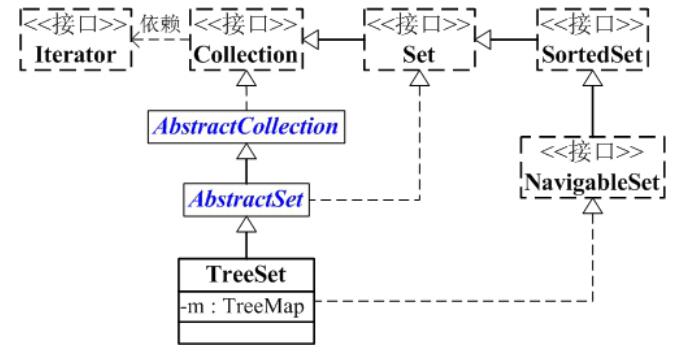 <<接口>>
Iterator
依赖
<<接口>>
Collection
<<接口>>
Set
<<接口>>
SortedSet
AbstractCollection
<<接口>>
NavigableSet
AbstractSet
TreeSet
-m : TreeMap